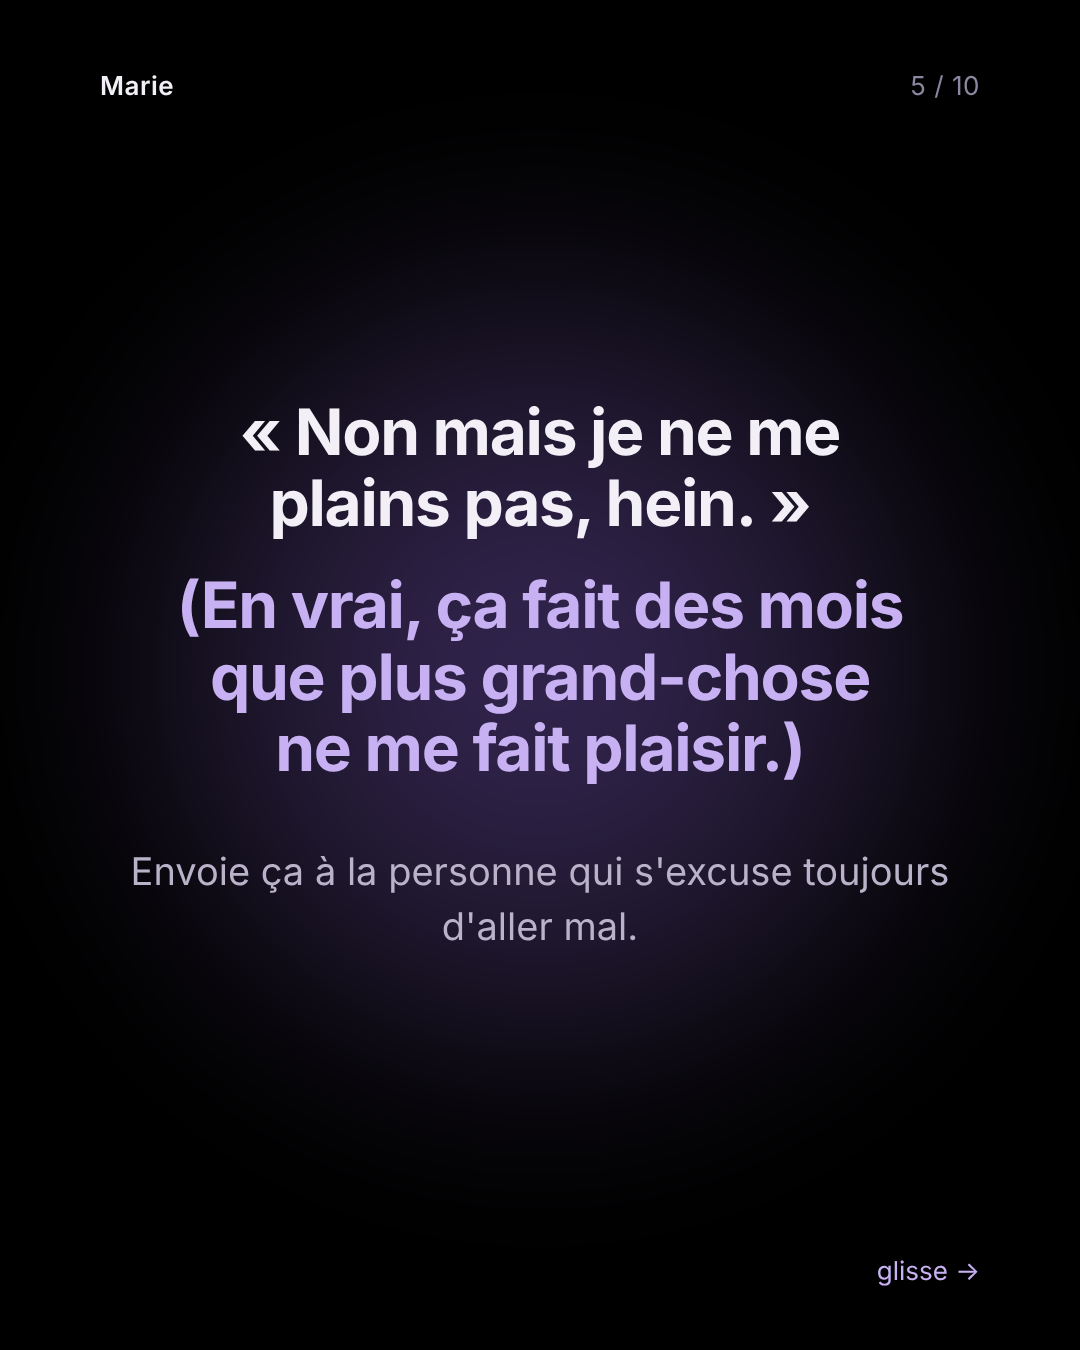 Marie
5 / 10
« Non mais je ne me
plains pas, hein. »
(En vrai, ça fait des mois
que plus grand-chose
ne me fait plaisir.)
Envoie ça à la personne qui s'excuse toujours
d'aller mal.
glisse →